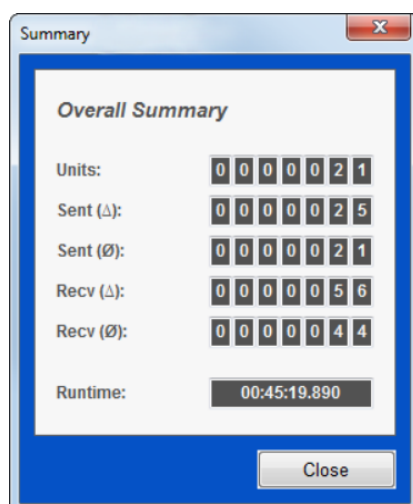 Summary
x
Overall Summary
Units: 0 0 0 0 0 2 1
Sent (Δ): 0 0 0 0 0 2 5
Sent (Ø): 0 0 0 0 0 2 1
Recv (Δ): 0 0 0 0 0 5 6
Recv (Ø): 0 0 0 0 0 4 4
Runtime: 00:45:19.890
Close